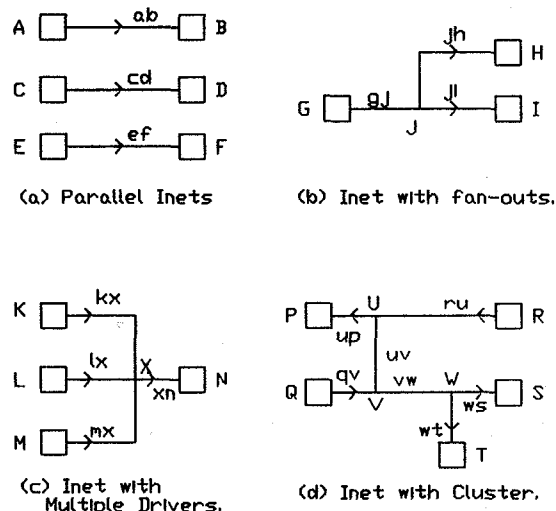 A ab B
C cd D
E ef F
(a) Parallel Inets
jh H
G gj J ji I
(b) Inet with fan-outs.
K kx
L lx X xn N
M mx
(c) Inet with
Multiple Drivers.
P up U ru R
uv
Q qv V vw W ws S
wt T
(d) Inet with Cluster.